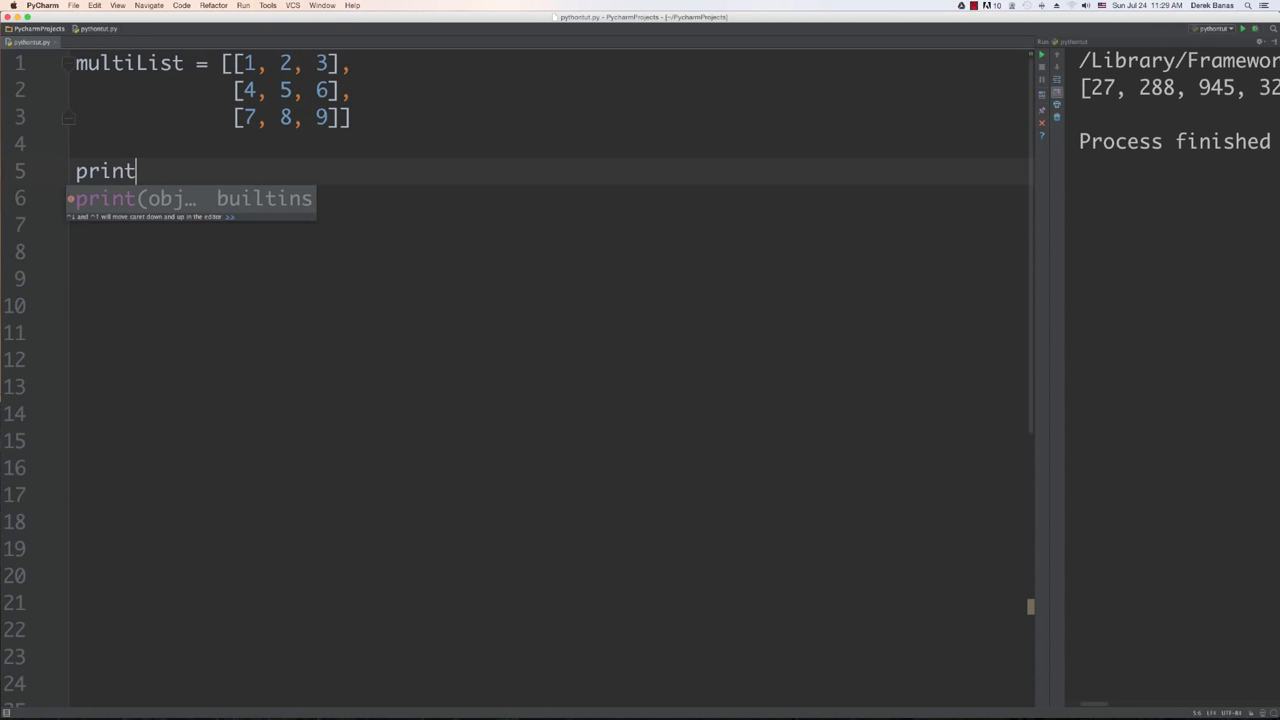 PyCharm File Edit View Navigate Code Refactor Run Tools VCS Window Help 10 Sun Jul 24 11:29 AM Derek Banas
pythontut.py - PycharmProjects - [~/PycharmProjects]
PycharmProjects pythontut.py pythontut
pythontut.py Run pythontut
1 multiList = [[1, 2, 3],
2 [4, 5, 6],
3 [7, 8, 9]]
4
5 print
print(obj… builtins
^↓ and ^↑ will move caret down and up in the editor >>
6
7
8
9
10
11
12
13
14
15
16
17
18
19
20
21
22
23
24
25
/Library/Framewor
[27, 288, 945, 32
Process finished
5:6 LF÷ UTF-8÷